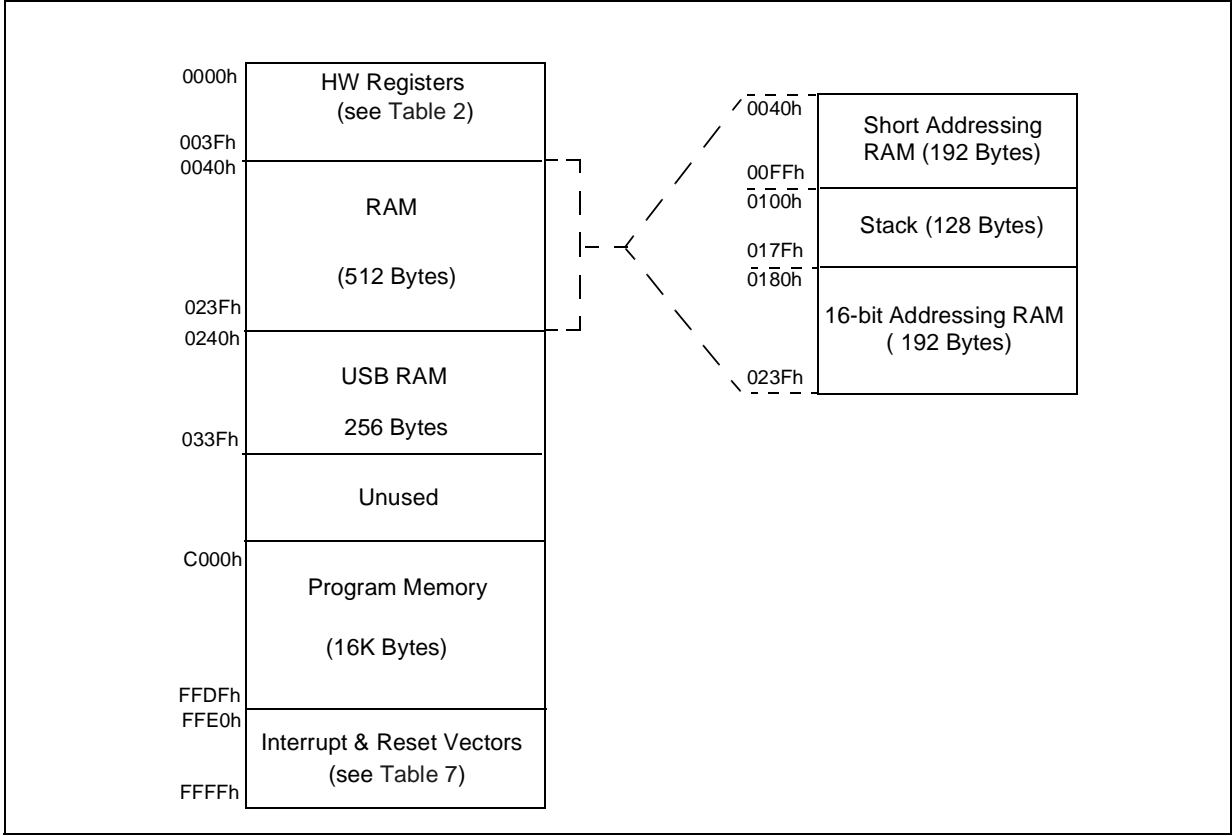 0000h
HW Registers
(see Table 2)
003Fh
0040h
RAM
(512 Bytes)
023Fh
0240h
USB RAM
256 Bytes
033Fh
Unused
C000h
Program Memory
(16K Bytes)
FFDFh
FFE0h
Interrupt & Reset Vectors
(see Table 7)
FFFFh
0040h
Short Addressing
RAM (192 Bytes)
00FFh
0100h
Stack (128 Bytes)
017Fh
0180h
16-bit Addressing RAM
( 192 Bytes)
023Fh